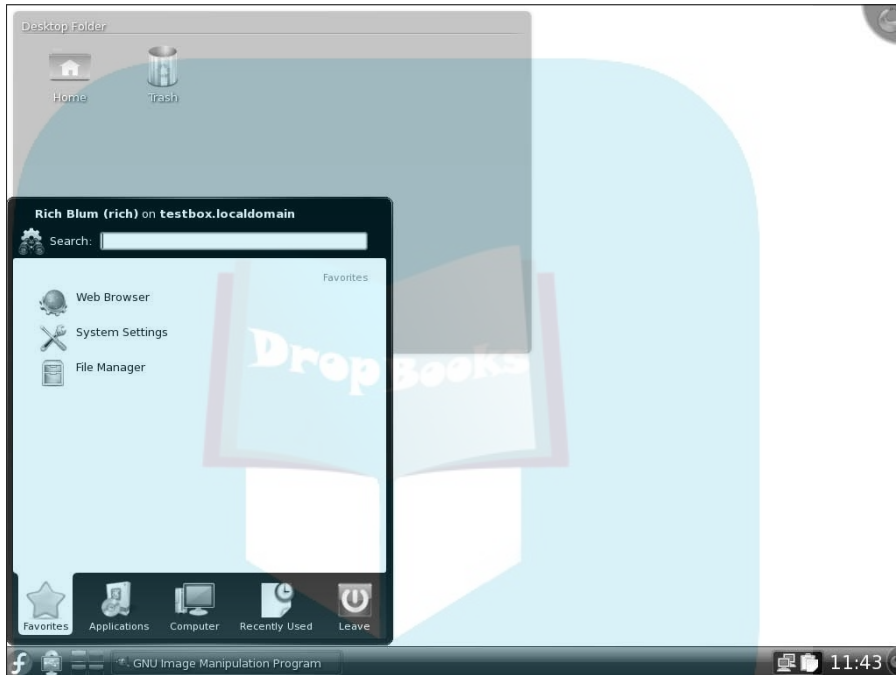 Desktop Folder
Home
Trash
Rich Blum (rich) on testbox.localdomain
Search:
Favorites
Web Browser
System Settings
File Manager
DropBooks
Favorites
Applications
Computer
Recently Used
Leave
GNU Image Manipulation Program
11:43